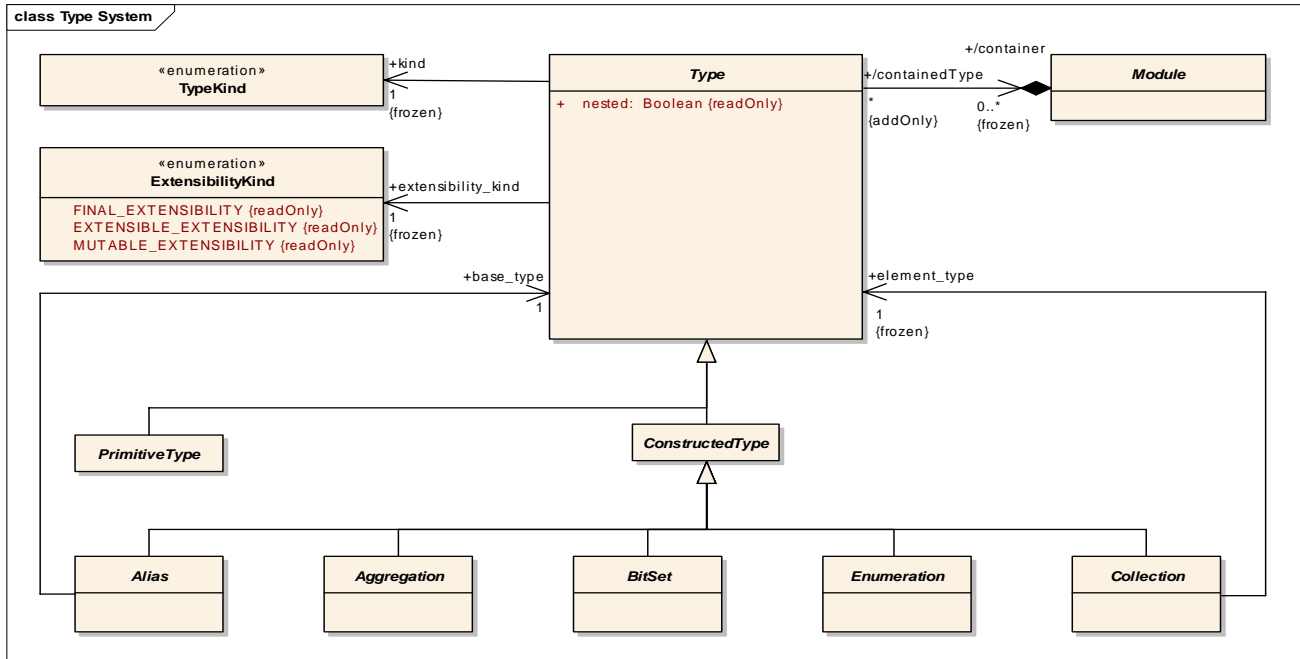 class Type System
«enumeration»
TypeKind
+kind
1
{frozen}
Type
+ nested: Boolean {readOnly}
+/containedType
*
{addOnly}
+/container
0..*
{frozen}
Module
«enumeration»
ExtensibilityKind
FINAL_EXTENSIBILITY {readOnly}
EXTENSIBLE_EXTENSIBILITY {readOnly}
MUTABLE_EXTENSIBILITY {readOnly}
+extensibility_kind
1
{frozen}
+base_type
1
+element_type
1
{frozen}
PrimitiveType
ConstructedType
Alias
Aggregation
BitSet
Enumeration
Collection